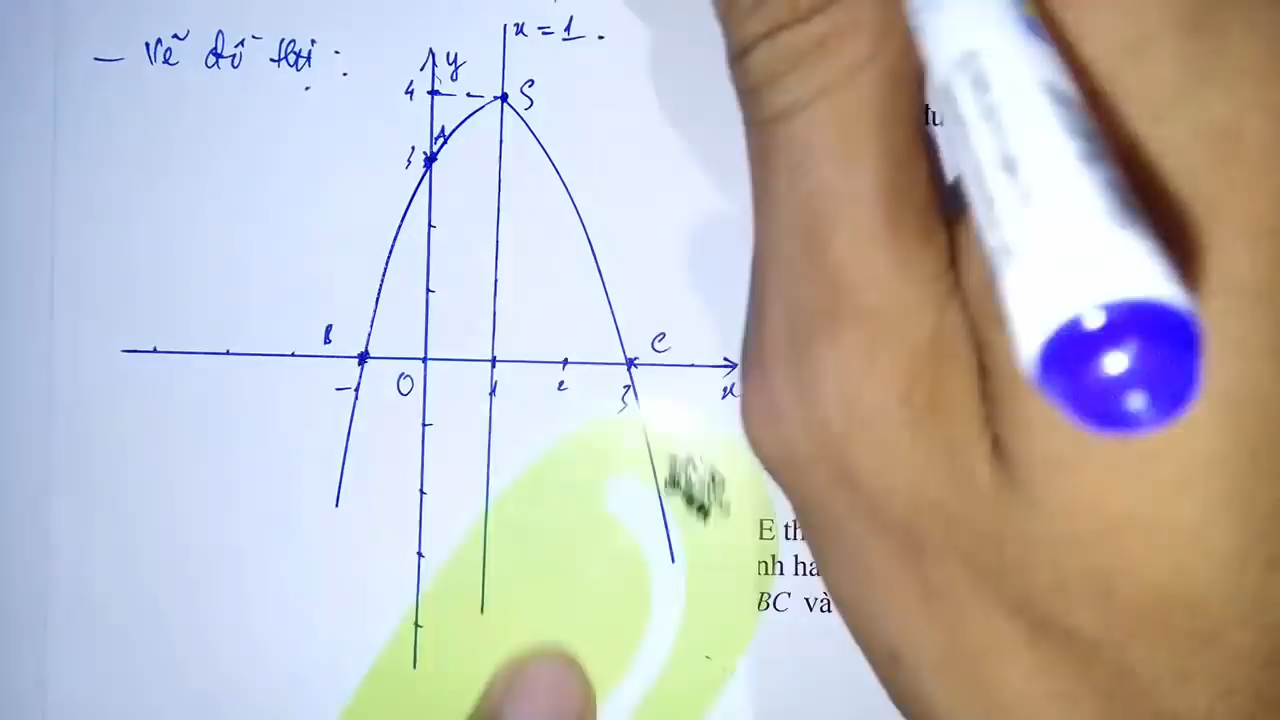 – Vẽ đồ thị :
x = 1 .
y
4
S
A
3
B
C
-1
O
1
2
3
x
E th
nh ha
BC và